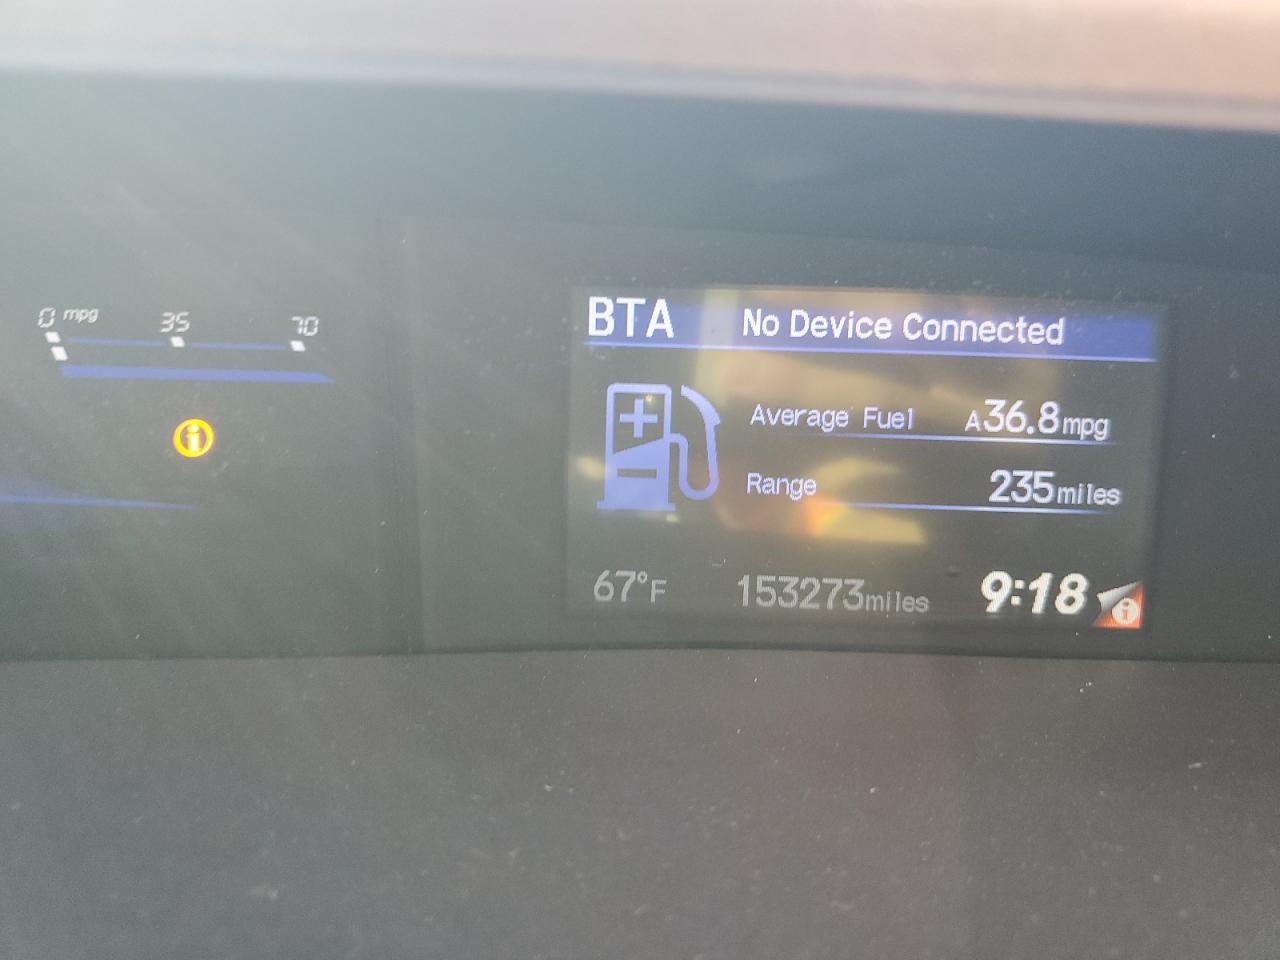 0 mpg 35 70
BTA No Device Connected
Average Fuel A36.8mpg
Range 235miles
67°F 153273miles 9:18